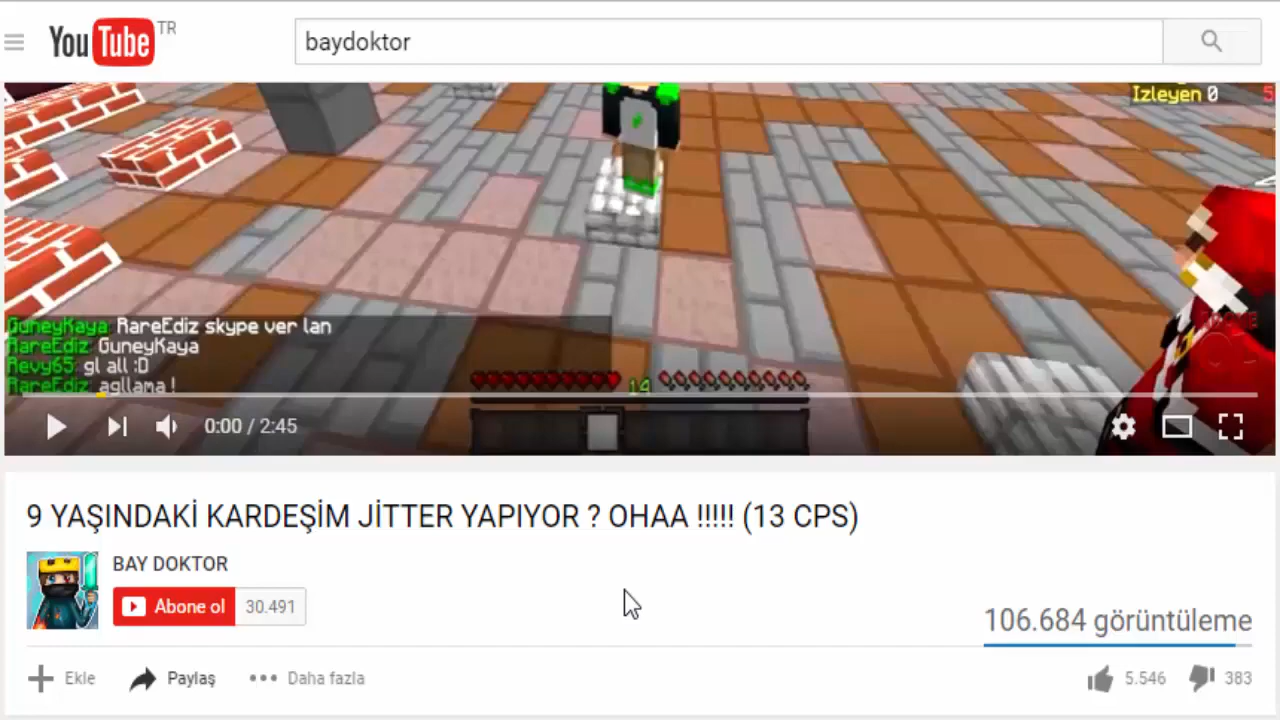 YouTube TR
baydoktor
Izleyen 0 5
GuneyKaya: RareEdiz skype ver lan
RareEdiz: GuneyKaya
Revy65: gl all :D
RareEdiz: agllama !
14
0:00 / 2:45
9 YAŞINDAKİ KARDEŞİM JİTTER YAPIYOR ? OHAA !!!!! (13 CPS)
BAY DOKTOR
Abone ol 30.491
106.684 görüntüleme
Ekle Paylaş Daha fazla 5.546 383